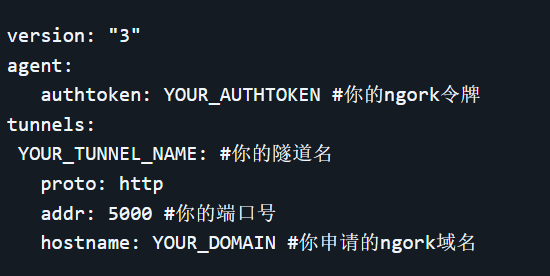 version: "3"
agent:
   authtoken: YOUR_AUTHTOKEN #你的ngork令牌
tunnels:
 YOUR_TUNNEL_NAME: #你的隧道名
   proto: http
   addr: 5000 #你的端口号
   hostname: YOUR_DOMAIN #你申请的ngork域名